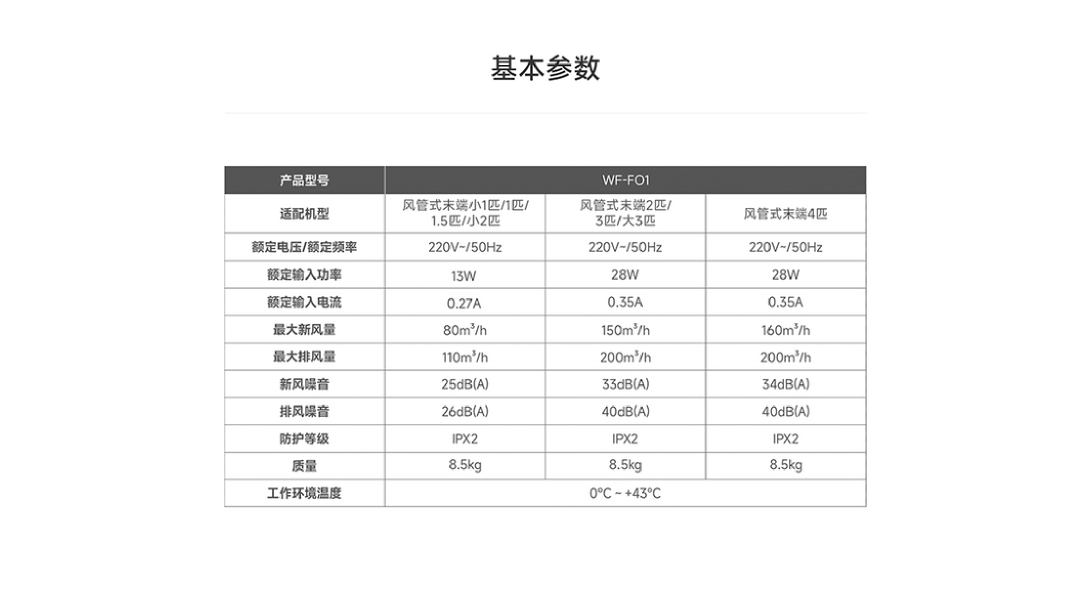 基本参数
产品型号 WF-F01
适配机型 风管式末端小1匹/1匹/ 风管式末端2匹/ 风管式末端4匹
1.5匹/小2匹 3匹/大3匹
额定电压/额定频率 220V~/50Hz 220V~/50Hz 220V~/50Hz
额定输入功率 13W 28W 28W
额定输入电流 0.27A 0.35A 0.35A
最大新风量 80m³/h 150m³/h 160m³/h
最大排风量 110m³/h 200m³/h 200m³/h
新风噪音 25dB(A) 33dB(A) 34dB(A)
排风噪音 26dB(A) 40dB(A) 40dB(A)
防护等级 IPX2 IPX2 IPX2
质量 8.5kg 8.5kg 8.5kg
工作环境温度 0°C ~ +43°C